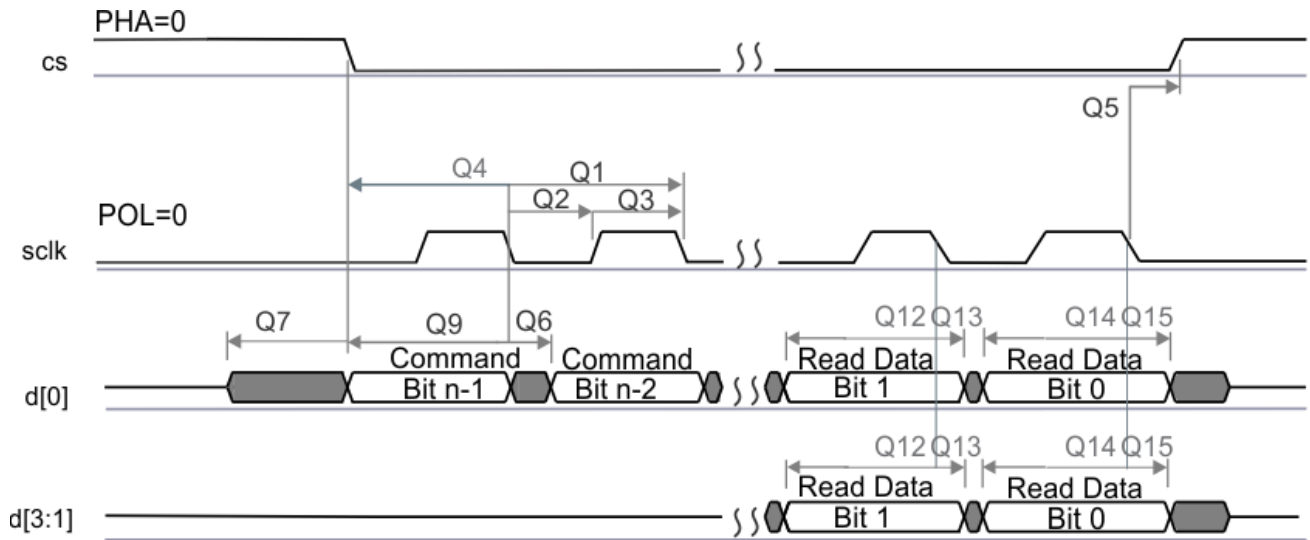 PHA=0
cs
Q5
Q4 Q1
Q2 Q3
POL=0
sclk
Q7 Q9 Q6 Q12 Q13 Q14 Q15
Command Command Read Data Read Data
d[0] Bit n-1 Bit n-2 Bit 1 Bit 0
Q12 Q13 Q14 Q15
Read Data Read Data
d[3:1] Bit 1 Bit 0